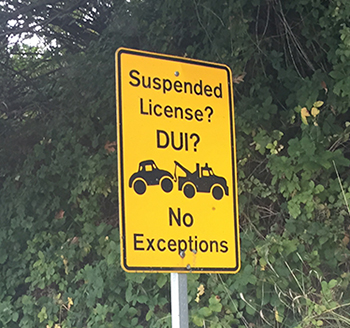 Suspended
License?
DUI?
No
Exceptions